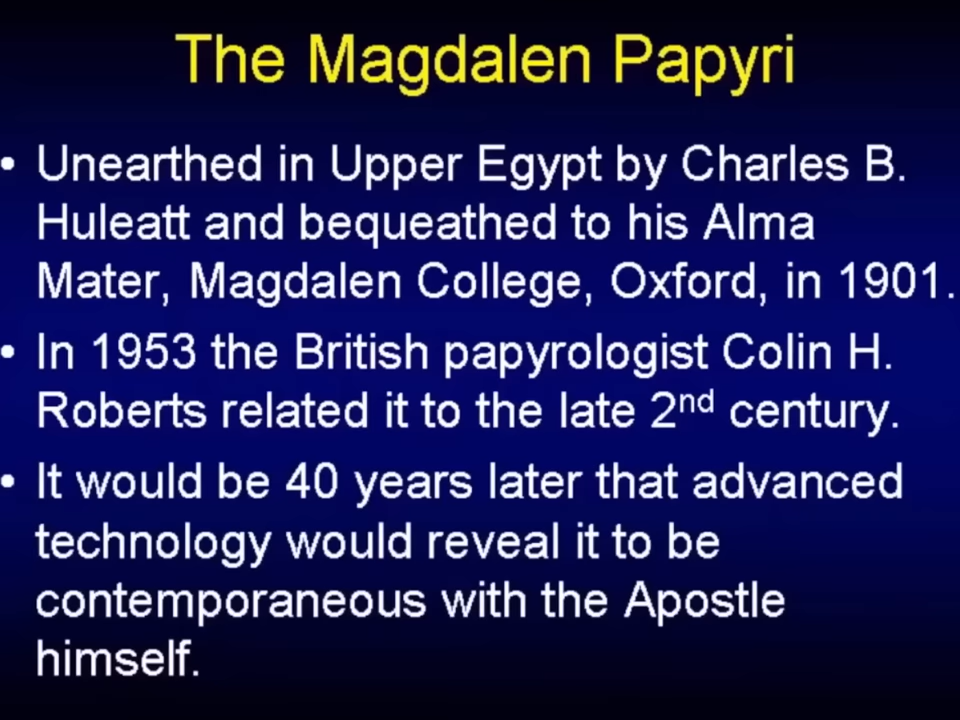 The Magdalen Papyri
• Unearthed in Upper Egypt by Charles B.
Huleatt and bequeathed to his Alma
Mater, Magdalen College, Oxford, in 1901.
• In 1953 the British papyrologist Colin H.
Roberts related it to the late 2nd century.
• It would be 40 years later that advanced
technology would reveal it to be
contemporaneous with the Apostle
himself.